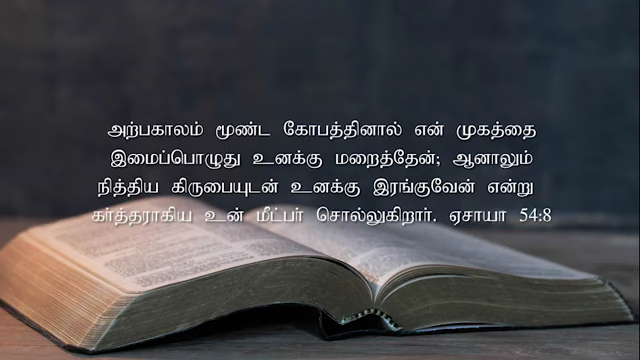 அற்பகாலம் மூண்ட கோபத்தினால் என் முகத்தை
இமைப்பொழுது உனக்கு மறைத்தேன்; ஆனாலும்
நித்திய கிருபையுடன் உனக்கு இரங்குவேன் என்று
கர்த்தராகிய உன் மீட்பர் சொல்லுகிறார். ஏசாயா 54:8